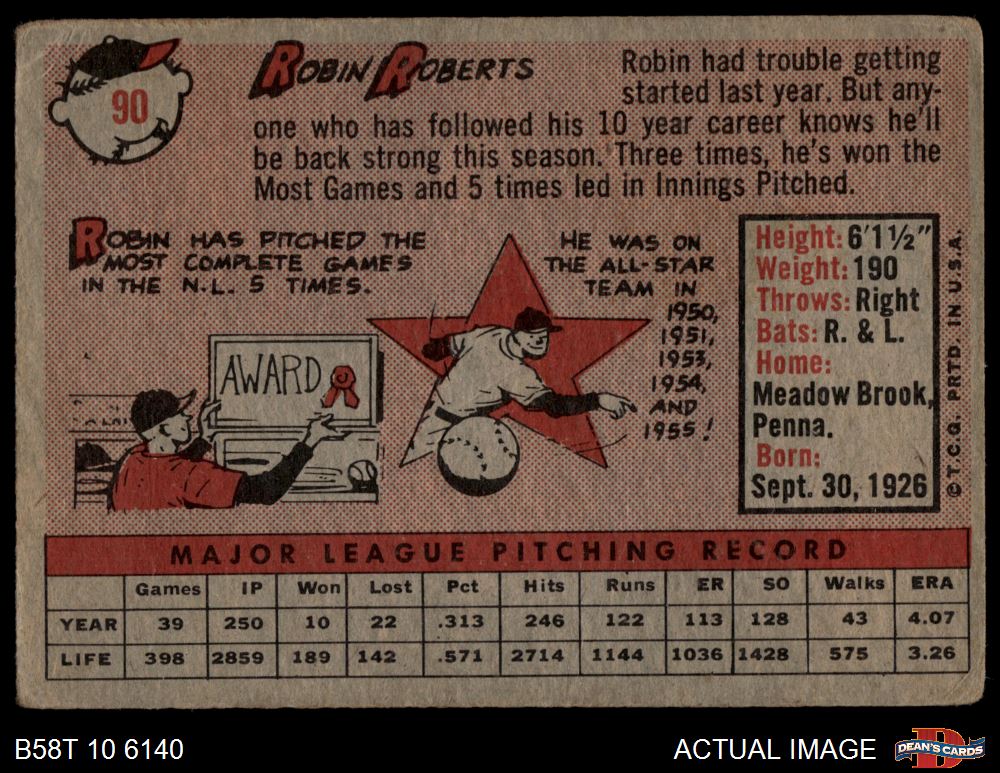 90
ROBIN ROBERTS
Robin had trouble getting
started last year. But any-
one who has followed his 10 year career knows he'll
be back strong this season. Three times, he's won the
Most Games and 5 times led in Innings Pitched.
ROBIN HAS PITCHED THE
MOST COMPLETE GAMES
IN THE N.L. 5 TIMES.
AWARD
HE WAS ON
THE ALL-STAR
TEAM IN
1950,
1951,
1953,
1954,
AND
1955!
Height: 6'1½"
Weight: 190
Throws: Right
Bats: R. & L.
Home:
Meadow Brook,
Penna.
Born:
Sept. 30, 1926
© T.C.G. PRTD. IN U.S.A.
MAJOR LEAGUE PITCHING RECORD
Games IP Won Lost Pct Hits Runs ER SO Walks ERA
YEAR 39 250 10 22 .313 246 122 113 128 43 4.07
LIFE 398 2859 189 142 .571 2714 1144 1036 1428 575 3.26
B58T 10 6140
ACTUAL IMAGE
DEAN'S CARDS